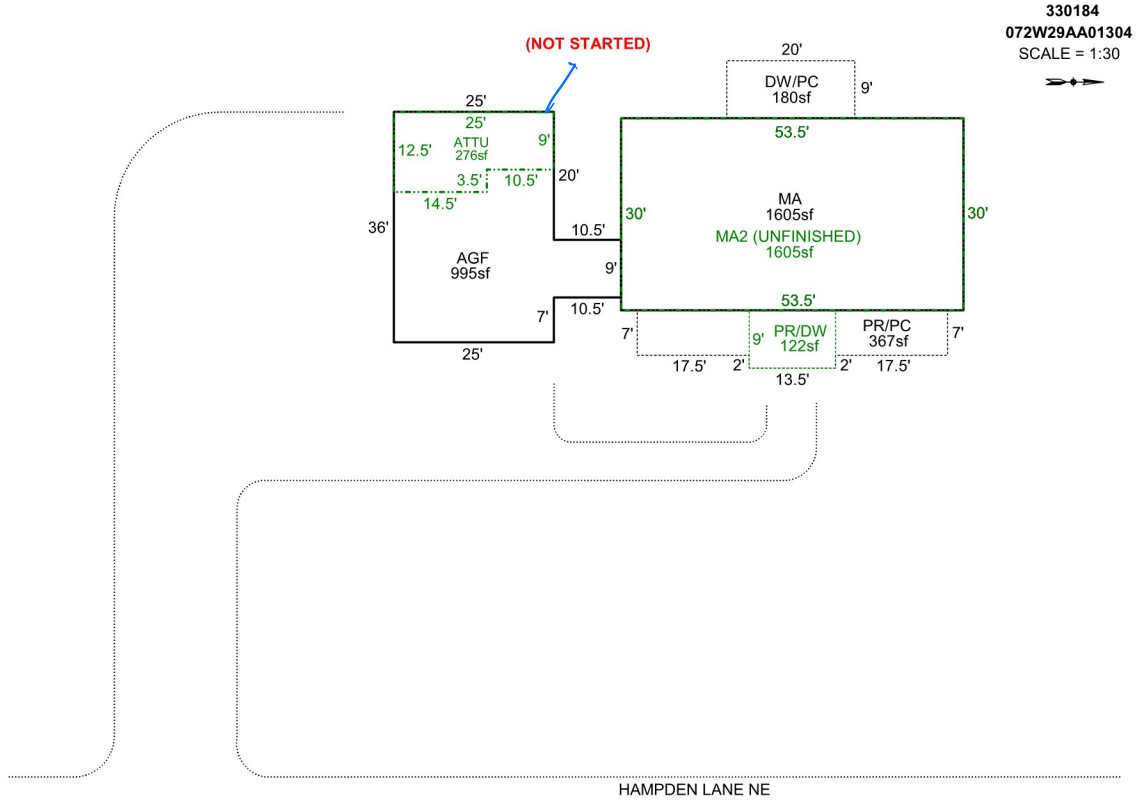 330184
072W29AA01304
SCALE = 1:30
(NOT STARTED)
20'
DW/PC
180sf
9'
25'
25'
12.5'
ATTU
276sf
9'
3.5'
10.5'
14.5'
20'
36'
AGF
995sf
10.5'
9'
10.5'
7'
25'
53.5'
30'
MA
1605sf
MA2 (UNFINISHED)
1605sf
30'
53.5'
7'
9'
PR/DW
122sf
PR/PC
367sf
7'
17.5'
2'
13.5'
2'
17.5'
HAMPDEN LANE NE